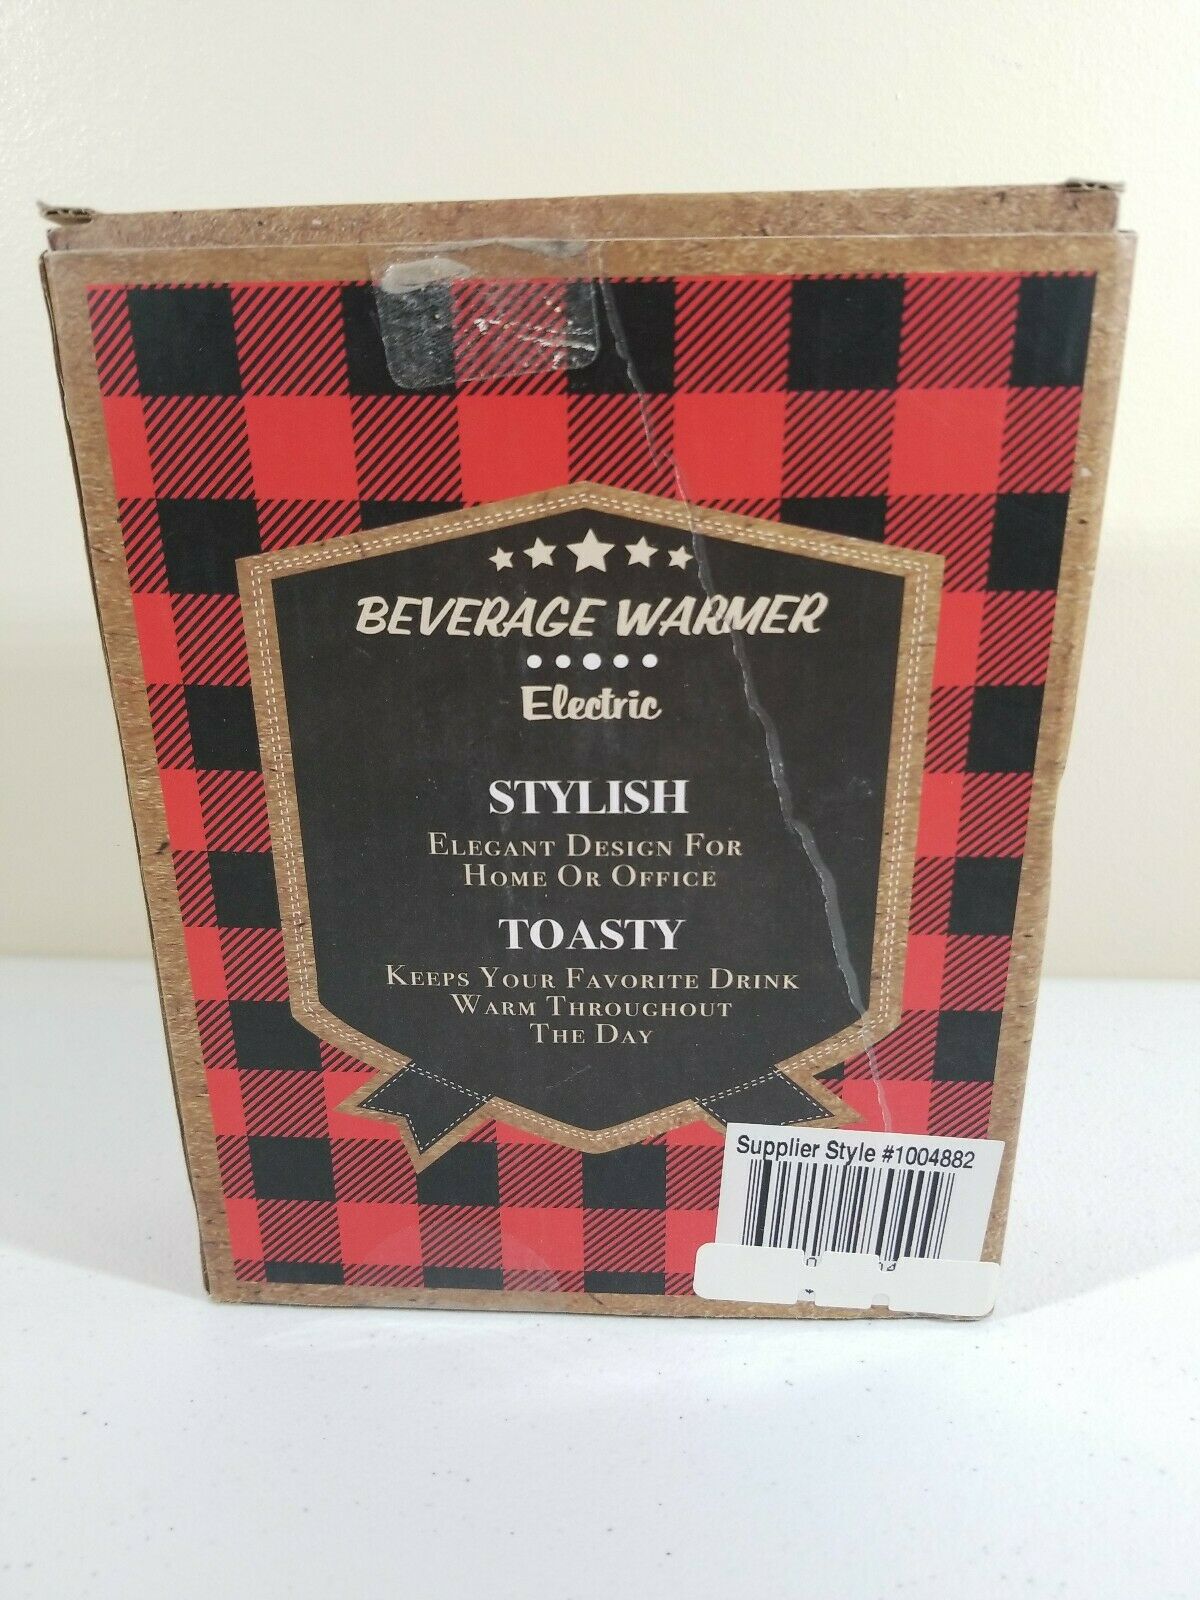 BEVERAGE WARMER
Electric
STYLISH
ELEGANT DESIGN FOR
HOME OR OFFICE
TOASTY
KEEPS YOUR FAVORITE DRINK
WARM THROUGHOUT
THE DAY
Supplier Style #1004882